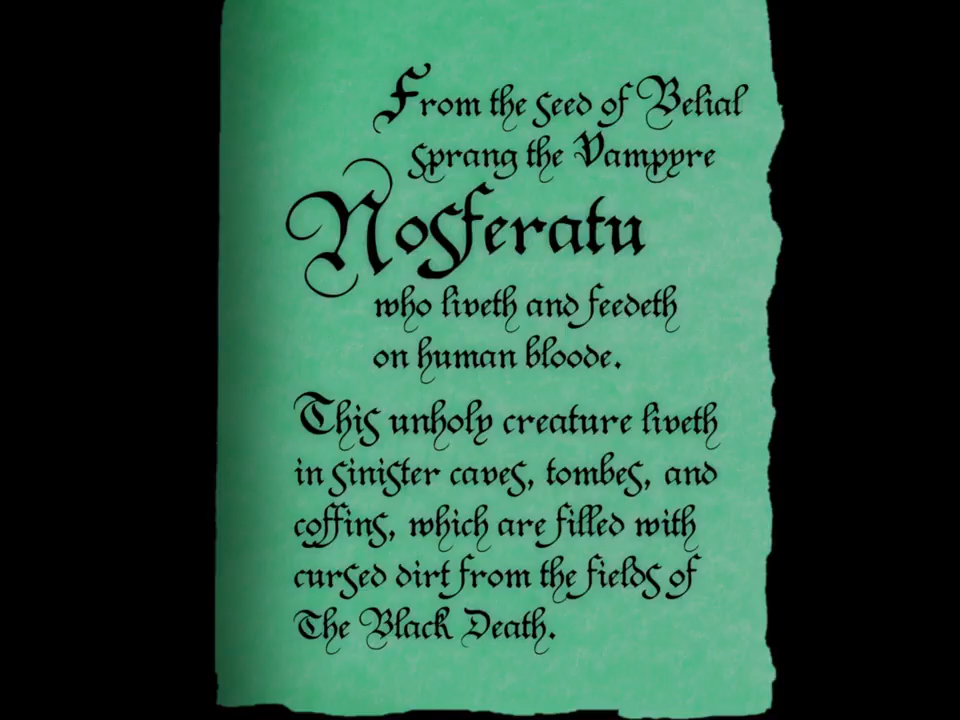 From the seed of Belial
sprang the Vampyre
Nosferatu
who liveth and feedeth
on human bloode.
This unholy creature liveth
in sinister caves, tombes, and
coffins, which are filled with
cursed dirt from the fields of
The Black Death.